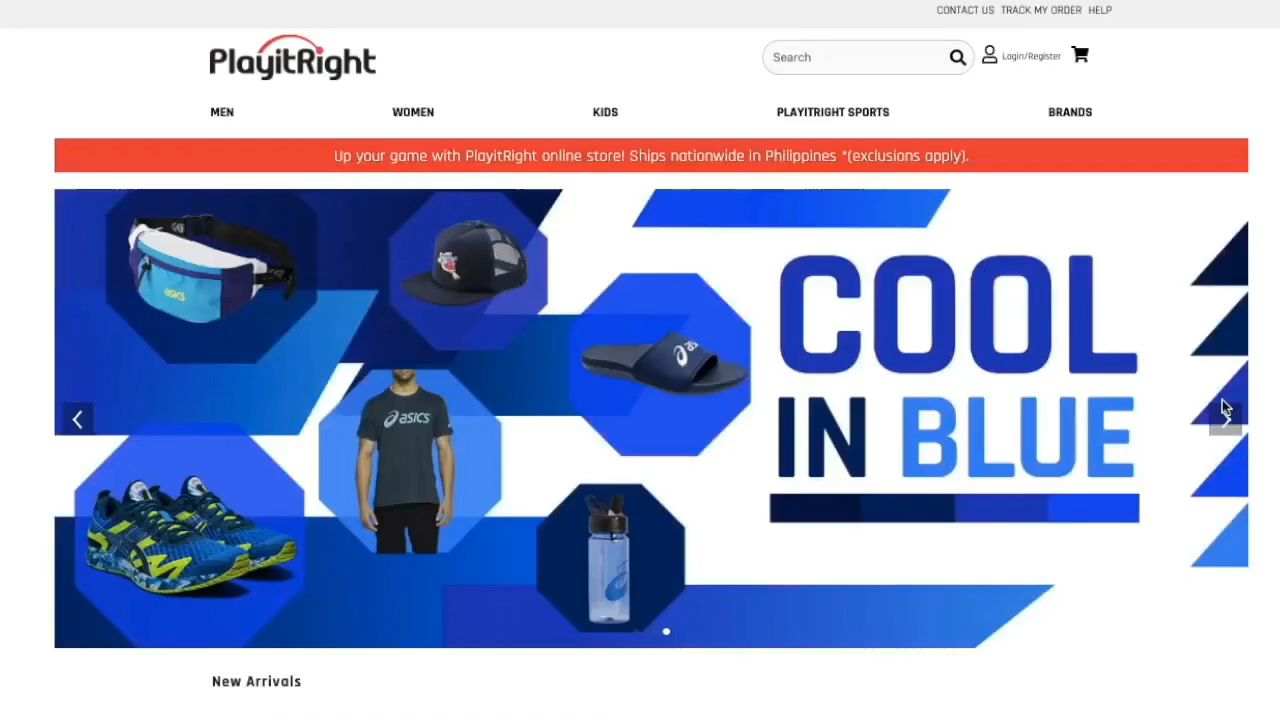 CONTACT US TRACK MY ORDER HELP
PlayitRight
Search
Login/Register
MEN WOMEN KIDS PLAYITRIGHT SPORTS BRANDS
Up your game with PlayitRight online store! Ships nationwide in Philippines *(exclusions apply).
COOL
IN BLUE
asics
asics
New Arrivals